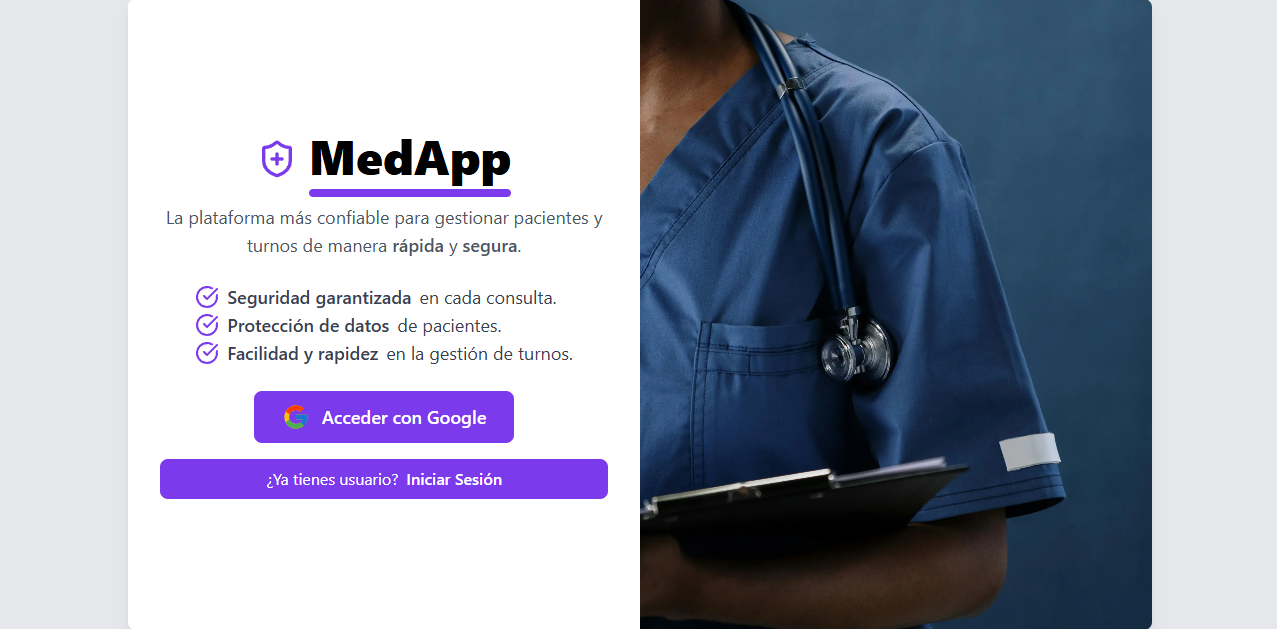 MedApp
La plataforma más confiable para gestionar pacientes y
turnos de manera rápida y segura.
Seguridad garantizada en cada consulta.
Protección de datos de pacientes.
Facilidad y rapidez en la gestión de turnos.
Acceder con Google
¿Ya tienes usuario? Iniciar Sesión